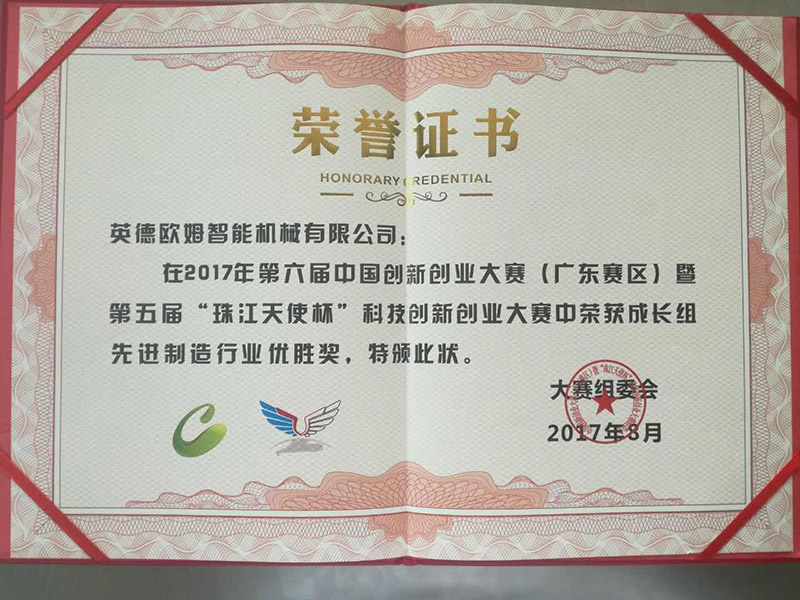 荣誉证书
HONORARY CREDENTIAL
英德欧姆智能机械有限公司：
在2017年第六届中国创新创业大赛（广东赛区）暨
第五届“珠江天使杯”科技创新创业大赛中荣获成长组
先进制造行业优胜奖，特颁此状。
大赛组委会
2017年8月